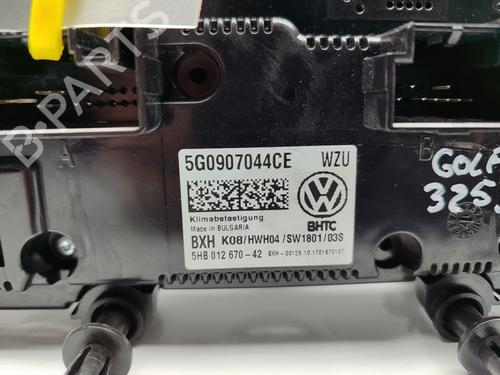 B-PARTS
A
B
5G0907044CE WZU
Klimabetaetigung
Made in BULGARIA
BHTC
BXH K08/HWH04/SW1801/03S
5HB 012 670-42
GOLF
325